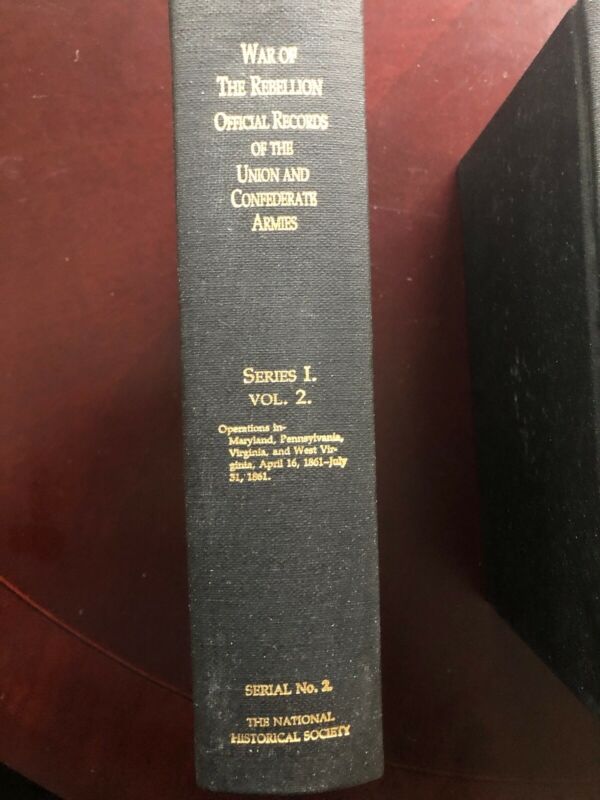 WAR OF
THE REBELLION
OFFICIAL RECORDS
OF THE
UNION AND
CONFEDERATE
ARMIES
SERIES I.
VOL. 2.
Operations in-
Maryland, Pennsylvania,
Virginia, and West Vir-
ginia, April 16, 1861-July
31, 1861.
SERIAL No. 2.
THE NATIONAL
HISTORICAL SOCIETY